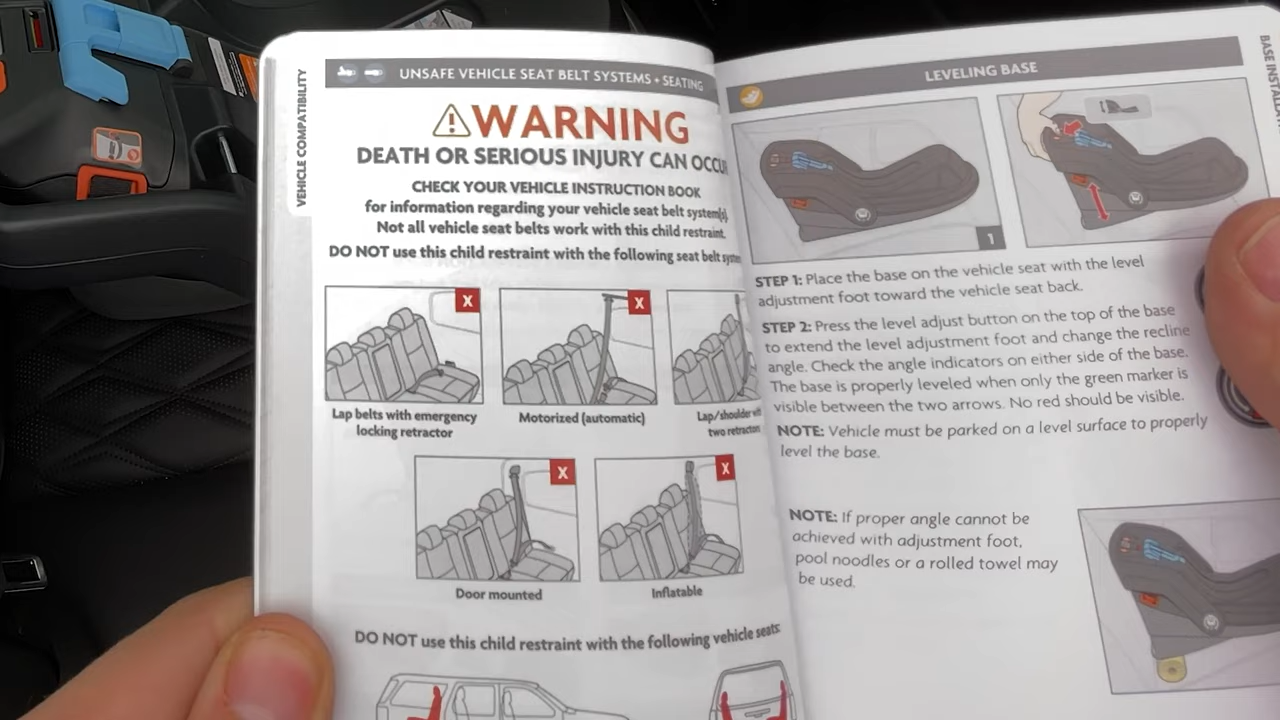 VEHICLE COMPATIBILITY
UNSAFE VEHICLE SEAT BELT SYSTEMS + SEATING
WARNING
DEATH OR SERIOUS INJURY CAN OCCU
CHECK YOUR VEHICLE INSTRUCTION BOOK
for information regarding your vehicle seat belt system(s).
Not all vehicle seat belts work with this child restraint.
DO NOT use this child restraint with the following seat belt syste
X
X
Lap belts with emergency
locking retractor
Motorized (automatic)
Lap/shoulder with
two retractors
X
X
Door mounted
Inflatable
DO NOT use this child restraint with the following vehicle seats:
LEVELING BASE
BASE INSTALL
1
STEP 1: Place the base on the vehicle seat with the level
adjustment foot toward the vehicle seat back.
STEP 2: Press the level adjust button on the top of the base
to extend the level adjustment foot and change the recline
angle. Check the angle indicators on either side of the base.
The base is properly leveled when only the green marker is
visible between the two arrows. No red should be visible.
NOTE: Vehicle must be parked on a level surface to properly
level the base.
NOTE: If proper angle cannot be
achieved with adjustment foot,
pool noodles or a rolled towel may
be used.